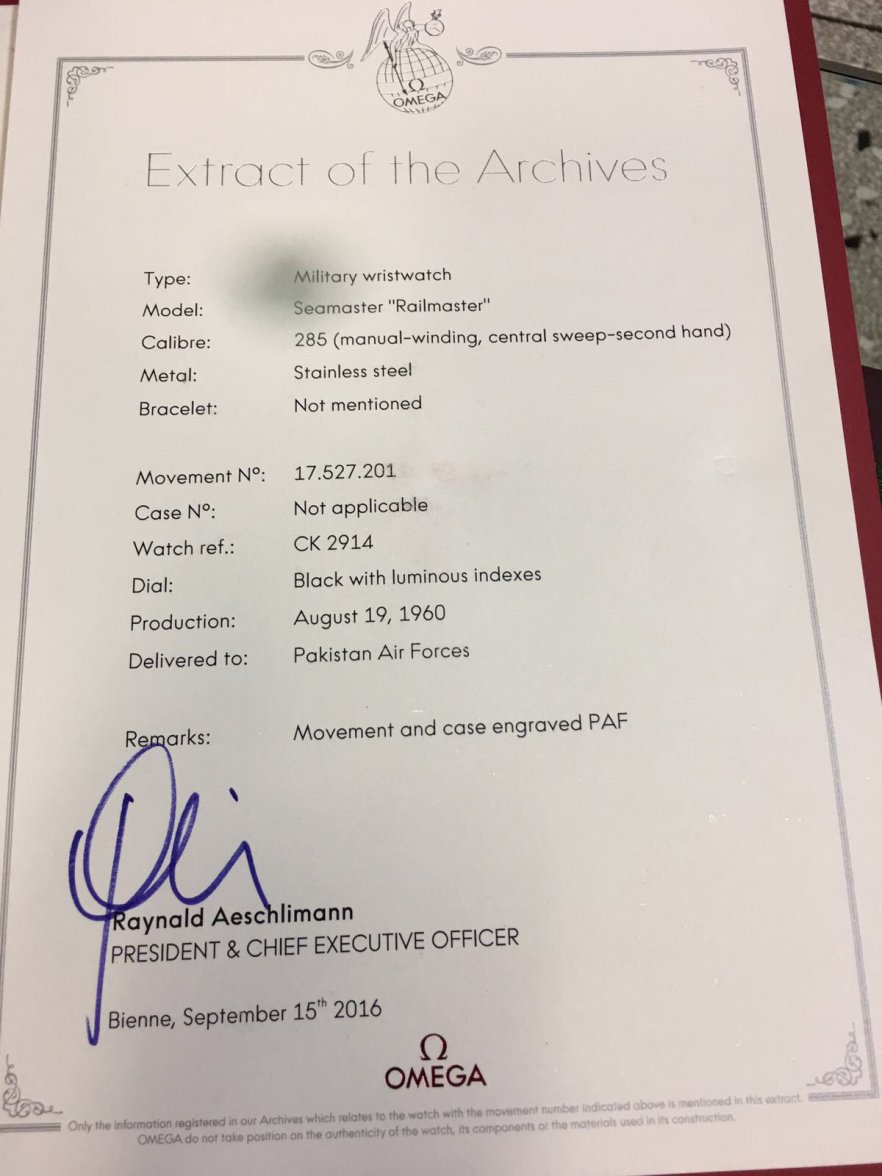 Ω
OMEGA
Extract of the Archives
Type: Military wristwatch
Model: Seamaster "Railmaster"
Calibre: 285 (manual-winding, central sweep-second hand)
Metal: Stainless steel
Bracelet: Not mentioned
Movement Nº: 17.527.201
Case Nº: Not applicable
Watch ref.: CK 2914
Dial: Black with luminous indexes
Production: August 19, 1960
Delivered to: Pakistan Air Forces
Remarks: Movement and case engraved PAF
Raynald Aeschlimann
PRESIDENT & CHIEF EXECUTIVE OFFICER
Bienne, September 15th 2016
Ω
OMEGA
Only the information registered in our Archives which relates to the watch with the movement number indicated above is mentioned in this extract.
OMEGA do not take position on the authenticity of the watch, its components or the materials used in its construction.